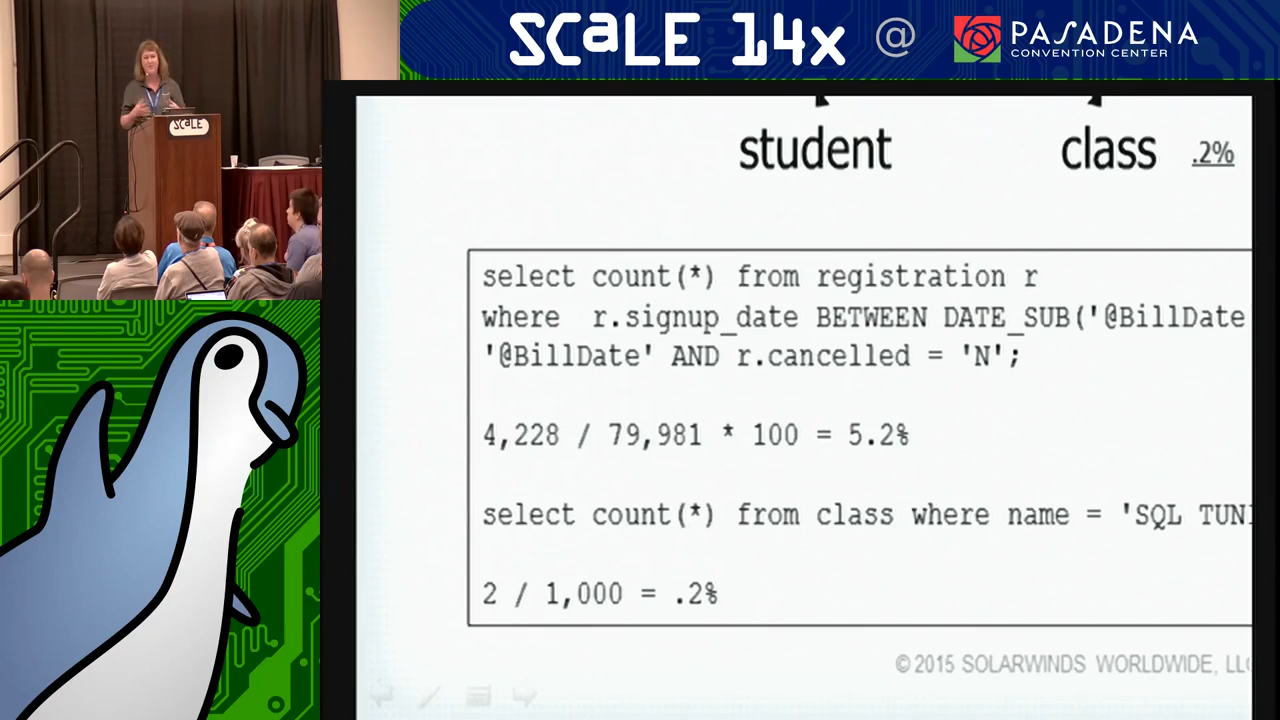 SCALE 14x @ PASADENA
CONVENTION CENTER
SCALE
student class .2%
select count(*) from registration r
where r.signup_date BETWEEN DATE_SUB('@BillDate
'@BillDate' AND r.cancelled = 'N';
4,228 / 79,981 * 100 = 5.2%
select count(*) from class where name = 'SQL TUNI
2 / 1,000 = .2%
© 2015 SOLARWINDS WORLDWIDE, LL